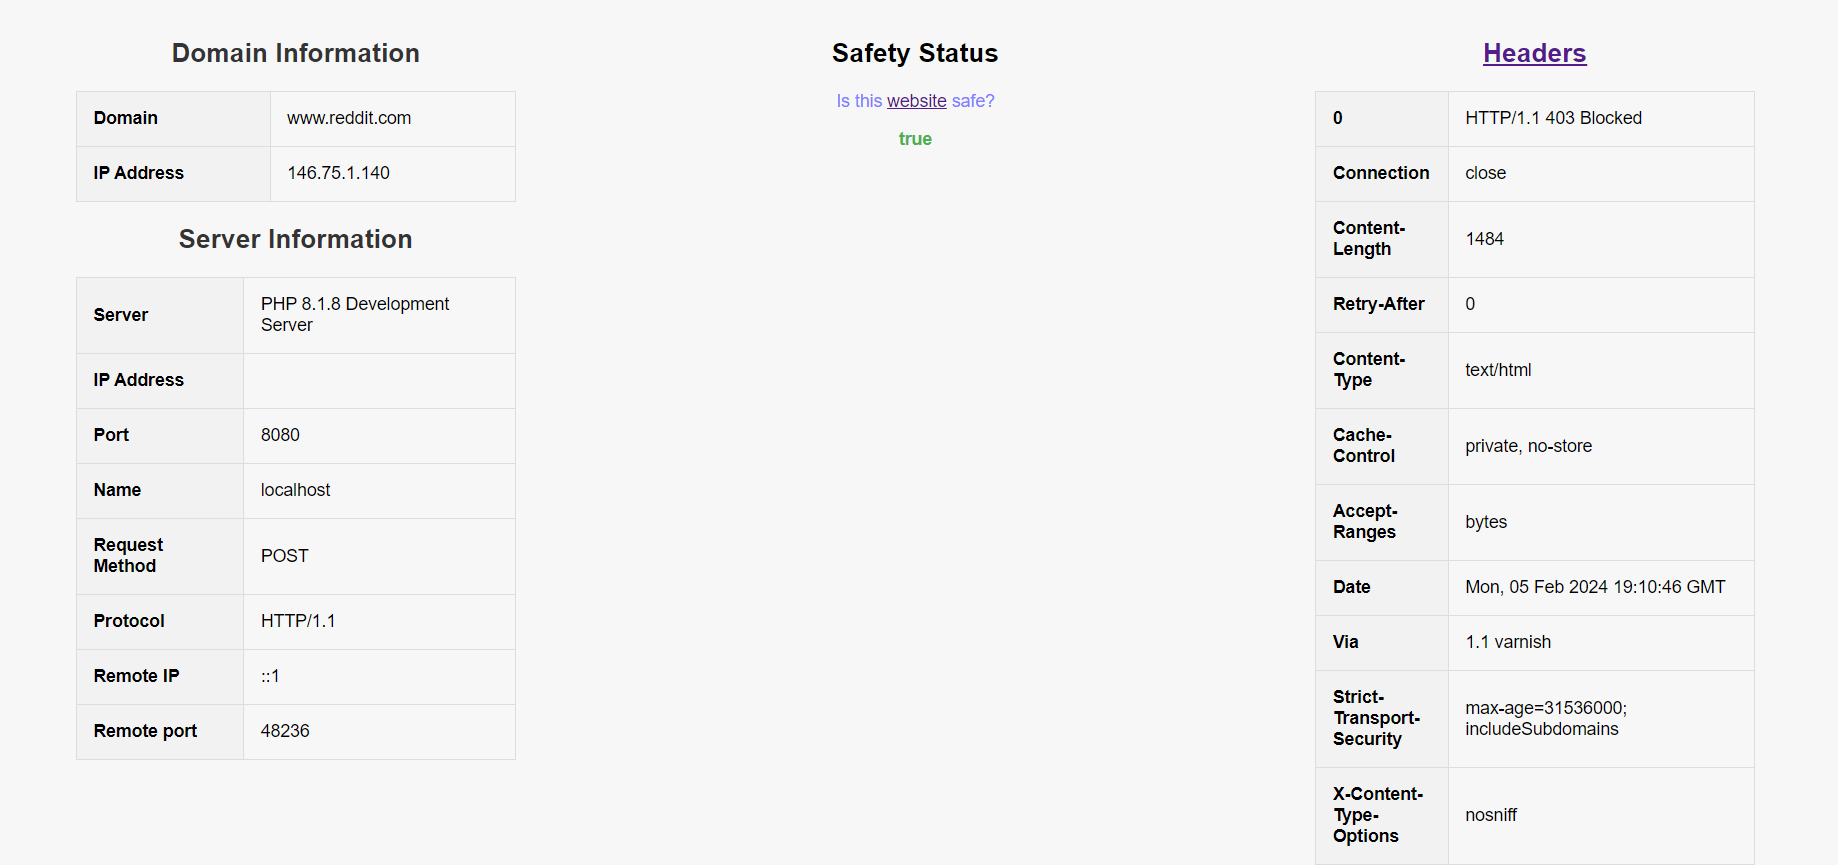 Domain Information
Domain www.reddit.com
IP Address 146.75.1.140
Server Information
Server PHP 8.1.8 Development
Server
IP Address
Port 8080
Name localhost
Request
Method POST
Protocol HTTP/1.1
Remote IP ::1
Remote port 48236
Safety Status
Is this website safe?
true
Headers
0 HTTP/1.1 403 Blocked
Connection close
Content-
Length 1484
Retry-After 0
Content-
Type text/html
Cache-
Control private, no-store
Accept-
Ranges bytes
Date Mon, 05 Feb 2024 19:10:46 GMT
Via 1.1 varnish
Strict-
Transport- max-age=31536000;
Security includeSubdomains
X-Content-
Type- nosniff
Options